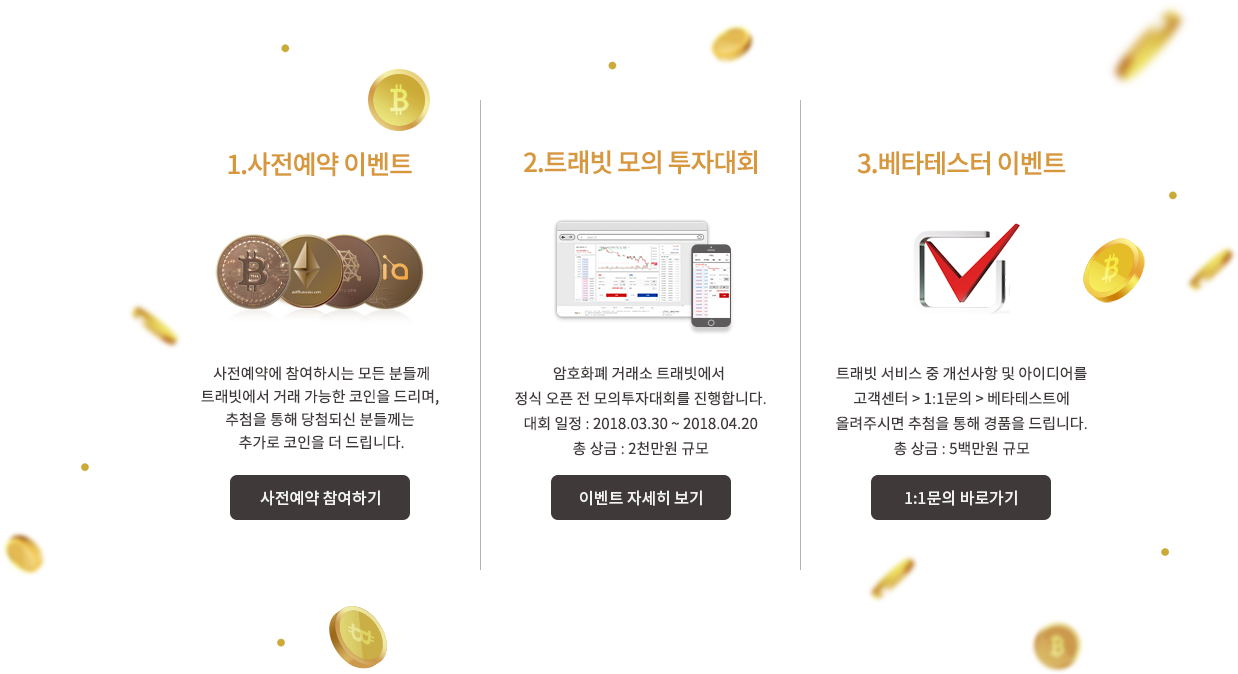 1.사전예약 이벤트
사전예약에 참여하시는 모든 분들께
트래빗에서 거래 가능한 코인을 드리며,
추첨을 통해 당첨되신 분들께는
추가로 코인을 더 드립니다.
사전예약 참여하기
2.트래빗 모의 투자대회
암호화폐 거래소 트래빗에서
정식 오픈 전 모의투자대회를 진행합니다.
대회 일정 : 2018.03.30 ~ 2018.04.20
총 상금 : 2천만원 규모
이벤트 자세히 보기
3.베타테스터 이벤트
트래빗 서비스 중 개선사항 및 아이디어를
고객센터 > 1:1문의 > 베타테스트에
올려주시면 추첨을 통해 경품을 드립니다.
총 상금 : 5백만원 규모
1:1문의 바로가기